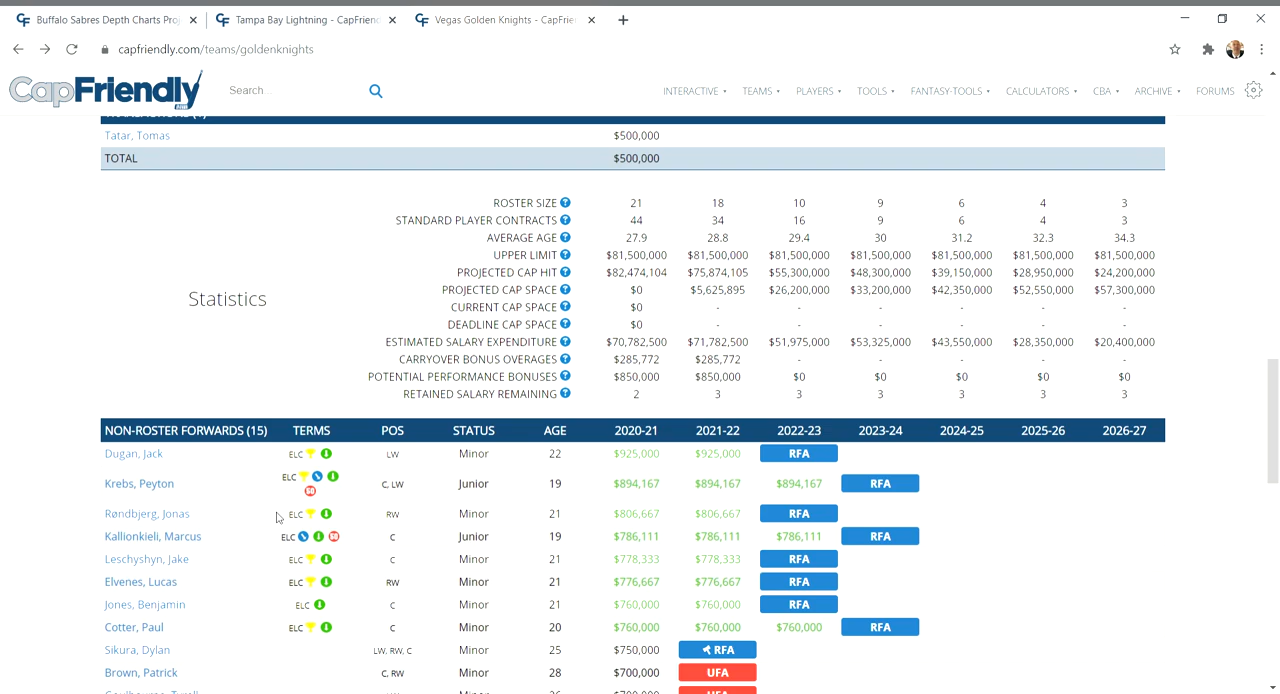 Buffalo Sabres Depth Charts Proj
Tampa Bay Lightning - CapFriend
Vegas Golden Knights - CapFrie
capfriendly.com/teams/goldenknights
CapFriendly
Search...
INTERACTIVE TEAMS PLAYERS TOOLS FANTASY-TOOLS CALCULATORS CBA ARCHIVE FORUMS
Tatar, Tomas $500,000
TOTAL $500,000
Statistics
ROSTER SIZE 21 18 10 9 6 4 3
STANDARD PLAYER CONTRACTS 44 34 16 9 6 4 3
AVERAGE AGE 27.9 28.8 29.4 30 31.2 32.3 34.3
UPPER LIMIT $81,500,000 $81,500,000 $81,500,000 $81,500,000 $81,500,000 $81,500,000 $81,500,000
PROJECTED CAP HIT $82,474,104 $75,874,105 $55,300,000 $48,300,000 $39,150,000 $28,950,000 $24,200,000
PROJECTED CAP SPACE $0 $5,625,895 $26,200,000 $33,200,000 $42,350,000 $52,550,000 $57,300,000
CURRENT CAP SPACE $0 - - - - - -
DEADLINE CAP SPACE $0 - - - - - -
ESTIMATED SALARY EXPENDITURE $70,782,500 $71,782,500 $51,975,000 $53,325,000 $43,550,000 $28,350,000 $20,400,000
CARRYOVER BONUS OVERAGES $285,772 $285,772 - - - - -
POTENTIAL PERFORMANCE BONUSES $850,000 $850,000 $0 $0 $0 $0 $0
RETAINED SALARY REMAINING 2 3 3 3 3 3 3
NON-ROSTER FORWARDS (15) TERMS POS STATUS AGE 2020-21 2021-22 2022-23 2023-24 2024-25 2025-26 2026-27
Dugan, Jack ELC LW Minor 22 $925,000 $925,000 RFA
Krebs, Peyton ELC C, LW Junior 19 $894,167 $894,167 $894,167 RFA
Røndbjerg, Jonas ELC RW Minor 21 $806,667 $806,667 RFA
Kallionkieli, Marcus ELC C Junior 19 $786,111 $786,111 $786,111 RFA
Leschyshyn, Jake ELC C Minor 21 $778,333 $778,333 RFA
Elvenes, Lucas ELC RW Minor 21 $776,667 $776,667 RFA
Jones, Benjamin ELC C Minor 21 $760,000 $760,000 RFA
Cotter, Paul ELC C Minor 20 $760,000 $760,000 $760,000 RFA
Sikura, Dylan LW, RW, C Minor 25 $750,000 RFA
Brown, Patrick C, RW Minor 28 $700,000 UFA